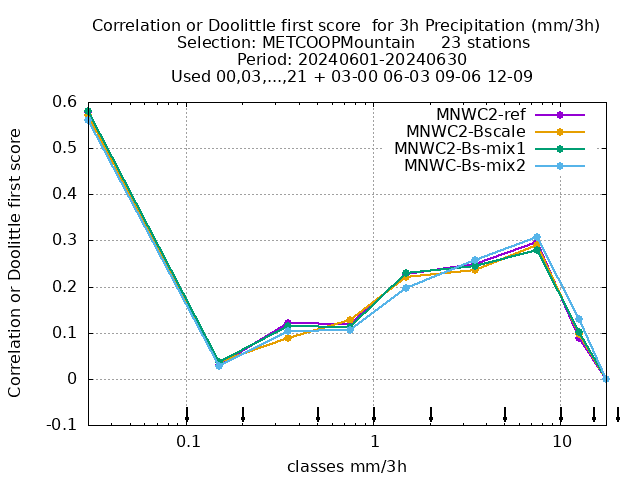 Correlation or Doolittle first score  for 3h Precipitation (mm/3h)
Selection: METCOOPMountain     23 stations
Period: 20240601-20240630
Used 00,03,...,21 + 03-00 06-03 09-06 12-09
MNWC2-ref
MNWC2-Bscale
MNWC2-Bs-mix1
MNWC-Bs-mix2
Correlation or Doolittle first score
0.6
0.5
0.4
0.3
0.2
0.1
0
-0.1
0.1 1 10
classes mm/3h